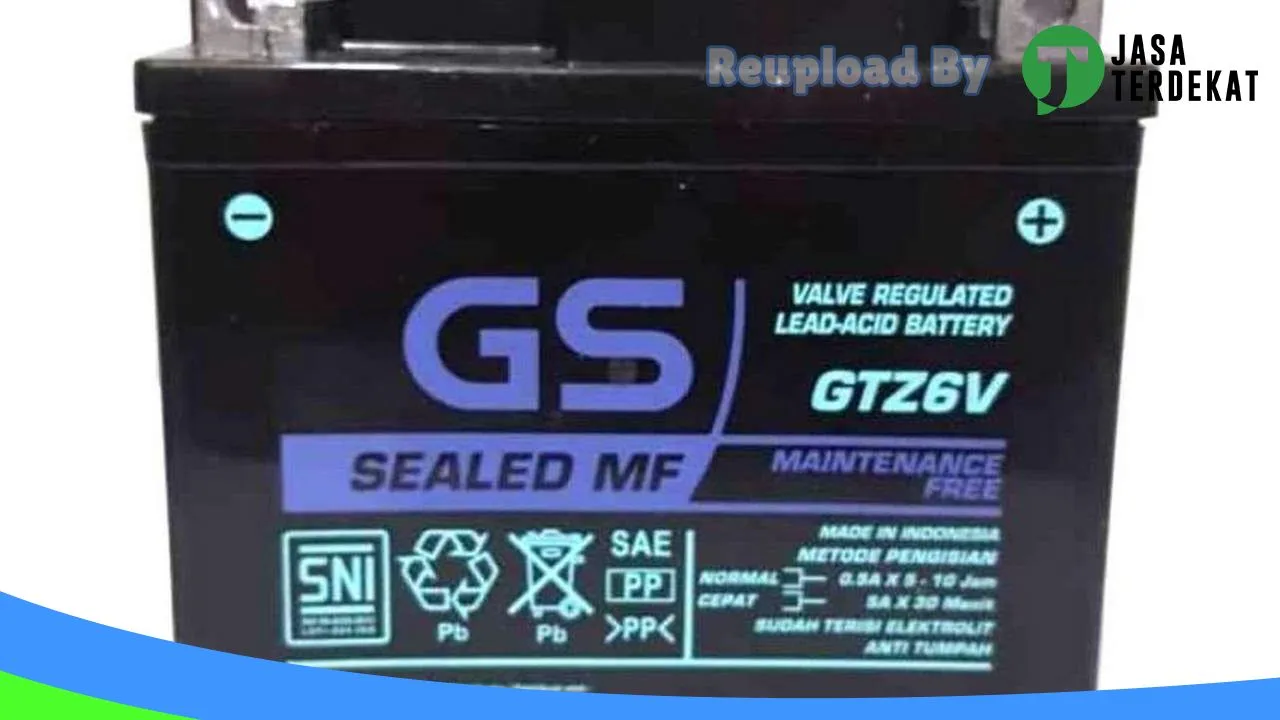 Reupload By
JASA
TERDEKAT
GS
VALVE REGULATED
LEAD-ACID BATTERY
GTZ6V
SEALED MF
MAINTENANCE
FREE
SNI
Pb
Pb
SAE
PP
>PP<
MADE IN INDONESIA
METODE PENGISIAN
NORMAL 0.5A X 5 - 10 Jam
CEPAT 5A X 30 Menit
SUDAH TERISI ELEKTROLIT
ANTI TUMPAH